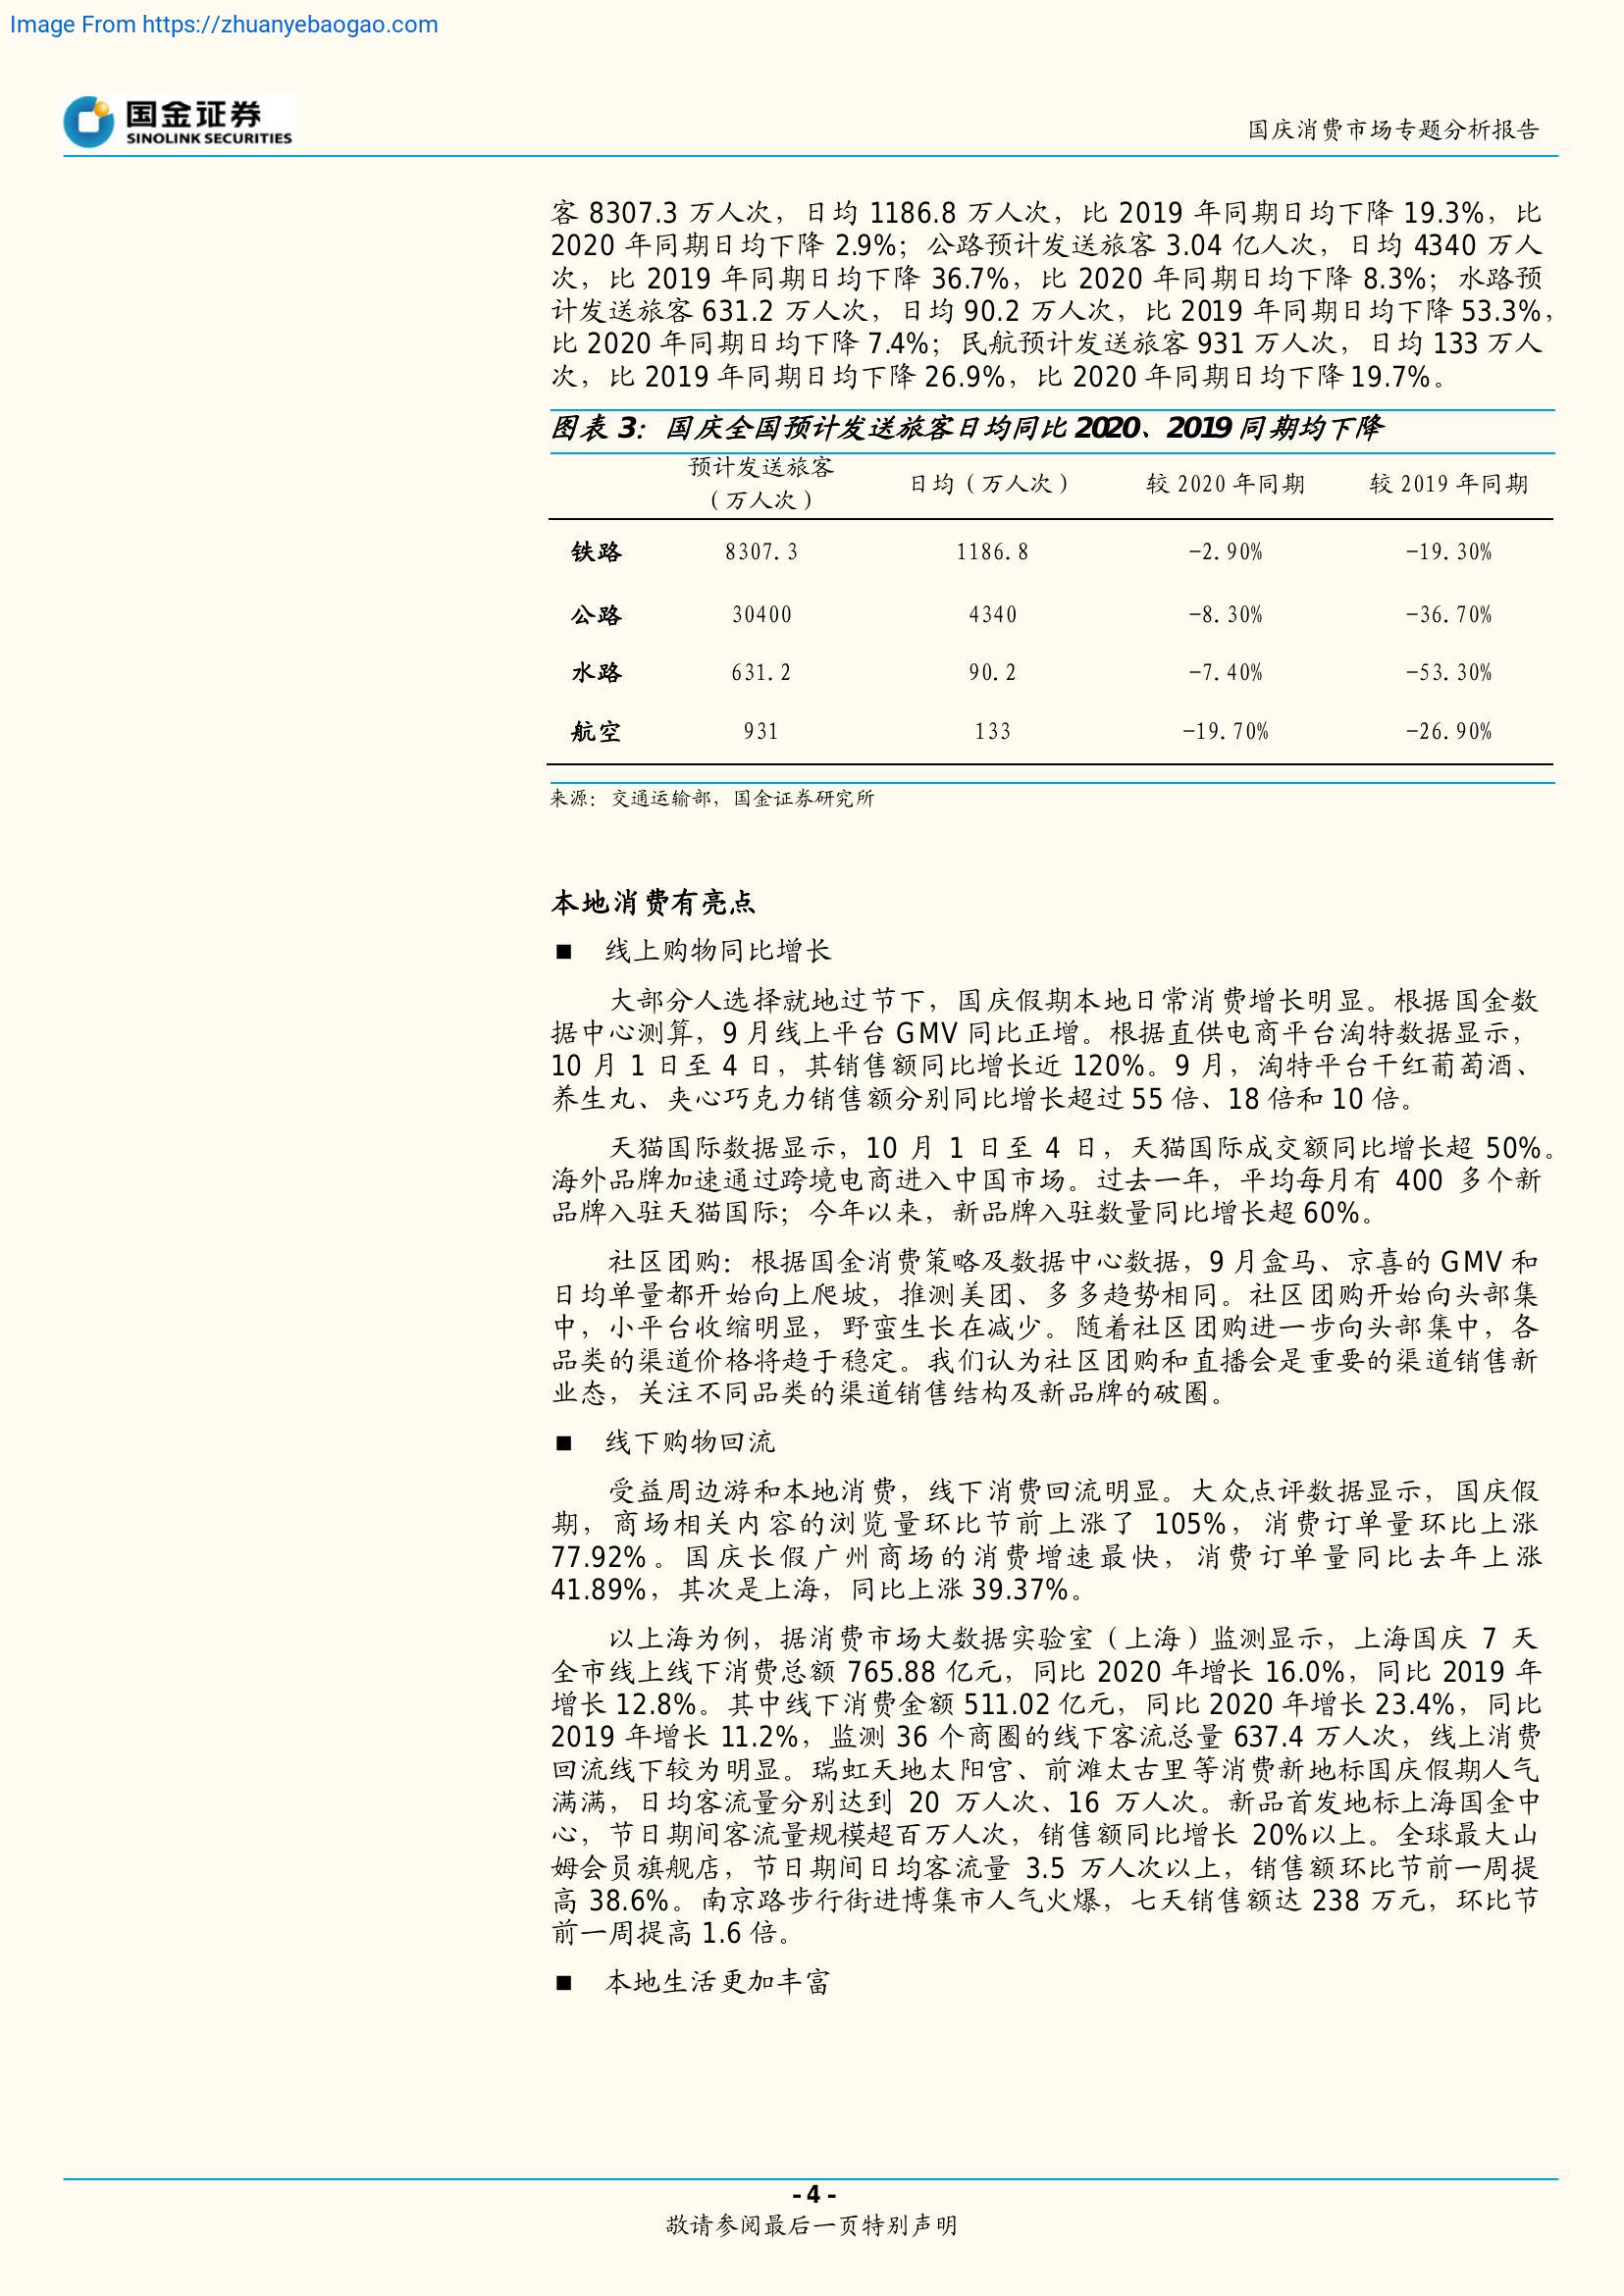 Image From https://zhuanyebaogao.com
国金证券
SINOLINK SECURITIES
国庆消费市场专题分析报告
客 8307.3 万人次，日均 1186.8 万人次，比 2019 年同期日均下降 19.3%，比
2020 年同期日均下降 2.9%；公路预计发送旅客 3.04 亿人次，日均 4340 万人
次，比 2019 年同期日均下降 36.7%，比 2020 年同期日均下降 8.3%；水路预
计发送旅客 631.2 万人次，日均 90.2 万人次，比 2019 年同期日均下降 53.3%，
比 2020 年同期日均下降 7.4%；民航预计发送旅客 931 万人次，日均 133 万人
次，比 2019 年同期日均下降 26.9%，比 2020 年同期日均下降 19.7%。
图表 3：国庆全国预计发送旅客日均同比 2020、2019 同期均下降
预计发送旅客（万人次） 日均（万人次） 较 2020 年同期 较 2019 年同期
铁路 8307.3 1186.8 -2.90% -19.30%
公路 30400 4340 -8.30% -36.70%
水路 631.2 90.2 -7.40% -53.30%
航空 931 133 -19.70% -26.90%
来源：交通运输部，国金证券研究所
本地消费有亮点
■ 线上购物同比增长
大部分人选择就地过节下，国庆假期本地日常消费增长明显。根据国金数
据中心测算，9 月线上平台 GMV 同比正增。根据直供电商平台淘特数据显示，
10 月 1 日至 4 日，其销售额同比增长近 120%。9 月，淘特平台干红葡萄酒、
养生丸、夹心巧克力销售额分别同比增长超过 55 倍、18 倍和 10 倍。
天猫国际数据显示，10 月 1 日至 4 日，天猫国际成交额同比增长超 50%。
海外品牌加速通过跨境电商进入中国市场。过去一年，平均每月有 400 多个新
品牌入驻天猫国际；今年以来，新品牌入驻数量同比增长超 60%。
社区团购：根据国金消费策略及数据中心数据，9 月盒马、京喜的 GMV 和
日均单量都开始向上爬坡，推测美团、多多趋势相同。社区团购开始向头部集
中，小平台收缩明显，野蛮生长在减少。随着社区团购进一步向头部集中，各
品类的渠道价格将趋于稳定。我们认为社区团购和直播会是重要的渠道销售新
业态，关注不同品类的渠道销售结构及新品牌的破圈。
■ 线下购物回流
受益周边游和本地消费，线下消费回流明显。大众点评数据显示，国庆假
期，商场相关内容的浏览量环比节前上涨了 105%，消费订单量环比上涨
77.92%。国庆长假广州商场的消费增速最快，消费订单量同比去年上涨
41.89%，其次是上海，同比上涨 39.37%。
以上海为例，据消费市场大数据实验室（上海）监测显示，上海国庆 7 天
全市线上线下消费总额 765.88 亿元，同比 2020 年增长 16.0%，同比 2019 年
增长 12.8%。其中线下消费金额 511.02 亿元，同比 2020 年增长 23.4%，同比
2019 年增长 11.2%，监测 36 个商圈的线下客流总量 637.4 万人次，线上消费
回流线下较为明显。瑞虹天地太阳宫、前滩太古里等消费新地标国庆假期人气
满满，日均客流量分别达到 20 万人次、16 万人次。新品首发地标上海国金中
心，节日期间客流量规模超百万人次，销售额同比增长 20%以上。全球最大山
姆会员旗舰店，节日期间日均客流量 3.5 万人次以上，销售额环比节前一周提
高 38.6%。南京路步行街进博集市人气火爆，七天销售额达 238 万元，环比节
前一周提高 1.6 倍。
■ 本地生活更加丰富
- 4 -
敬请参阅最后一页特别声明